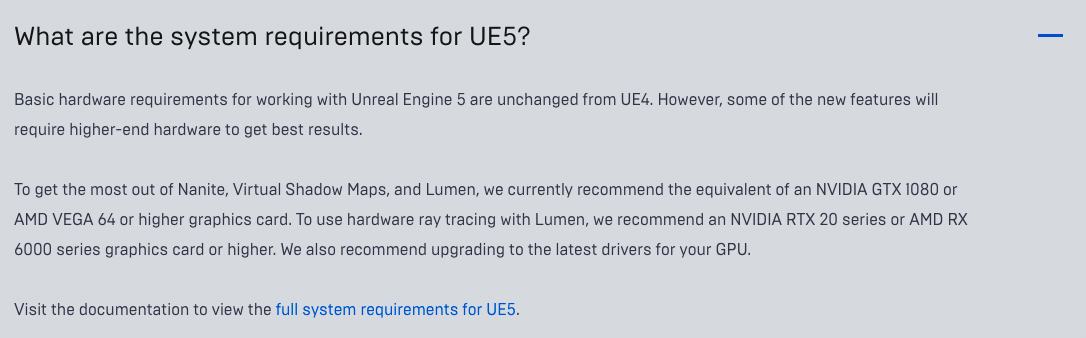 What are the system requirements for UE5?
Basic hardware requirements for working with Unreal Engine 5 are unchanged from UE4. However, some of the new features will
require higher-end hardware to get best results.
To get the most out of Nanite, Virtual Shadow Maps, and Lumen, we currently recommend the equivalent of an NVIDIA GTX 1080 or
AMD VEGA 64 or higher graphics card. To use hardware ray tracing with Lumen, we recommend an NVIDIA RTX 20 series or AMD RX
6000 series graphics card or higher. We also recommend upgrading to the latest drivers for your GPU.
Visit the documentation to view the full system requirements for UE5.